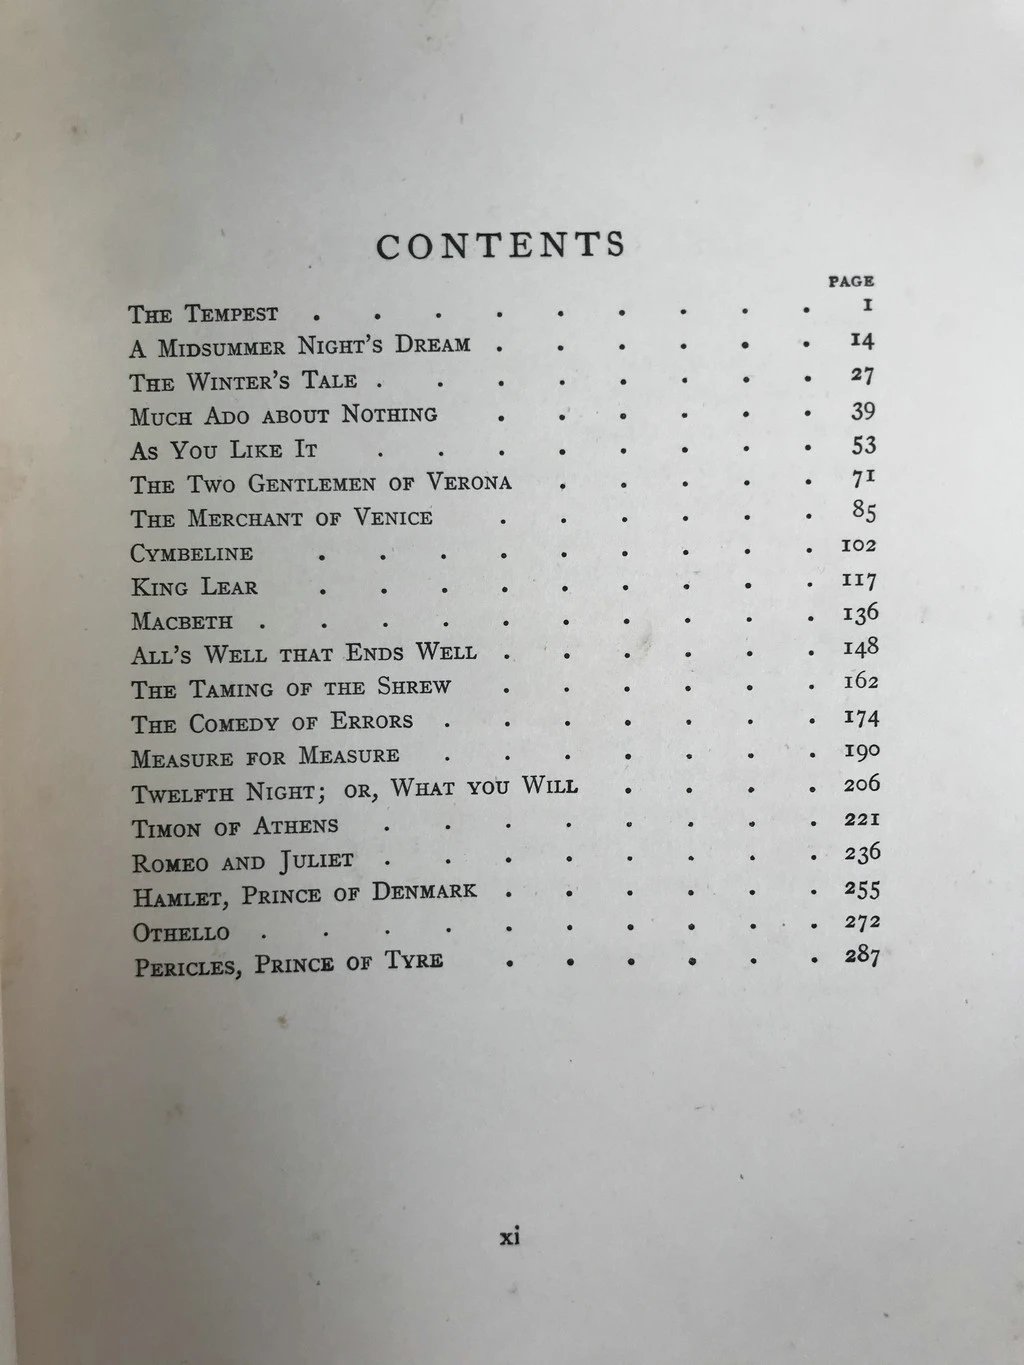 CONTENTS
PAGE
THE TEMPEST . . . . . . . . . 1
A MIDSUMMER NIGHT'S DREAM . . . . . . 14
THE WINTER'S TALE . . . . . . . . 27
MUCH ADO ABOUT NOTHING . . . . . . 39
AS YOU LIKE IT . . . . . . . . 53
THE TWO GENTLEMEN OF VERONA . . . . . 71
THE MERCHANT OF VENICE . . . . . . 85
CYMBELINE . . . . . . . . . 102
KING LEAR . . . . . . . . . 117
MACBETH . . . . . . . . . . 136
ALL'S WELL THAT ENDS WELL . . . . . . 148
THE TAMING OF THE SHREW . . . . . . 162
THE COMEDY OF ERRORS . . . . . . . 174
MEASURE FOR MEASURE . . . . . . . 190
TWELFTH NIGHT; OR, WHAT YOU WILL . . . . 206
TIMON OF ATHENS . . . . . . . . 221
ROMEO AND JULIET . . . . . . . . 236
HAMLET, PRINCE OF DENMARK . . . . . . 255
OTHELLO . . . . . . . . . . 272
PERICLES, PRINCE OF TYRE . . . . . . 287
xi